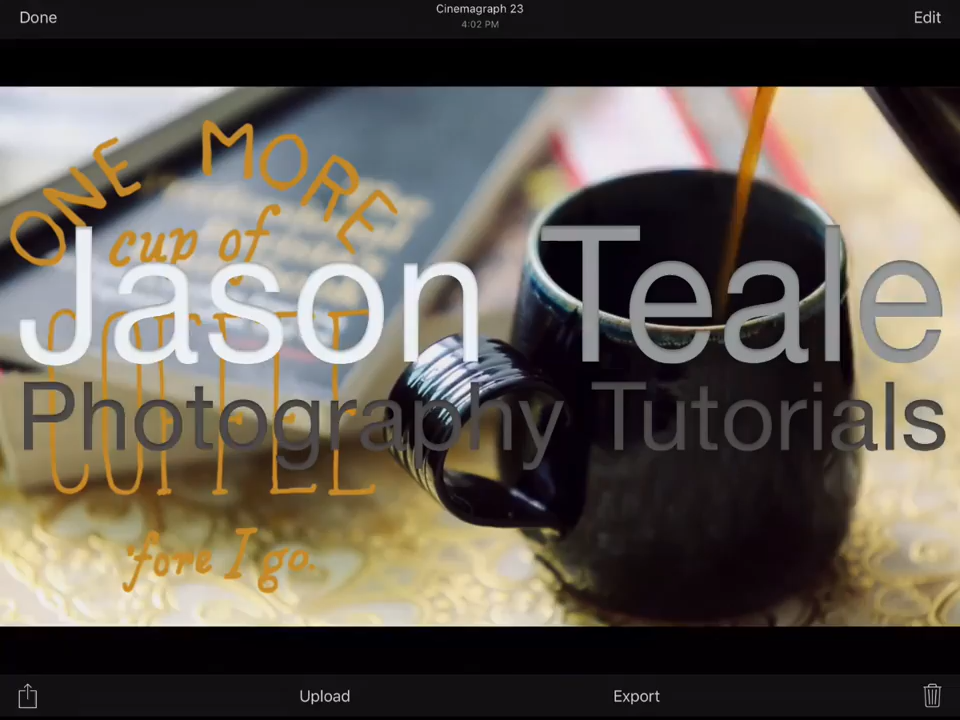 Done
Cinemagraph 23
Edit
4:02 PM
ONE MORE
cup of
Jason Teale
COFFEE
Photography Tutorials
'fore I go.
Upload
Export